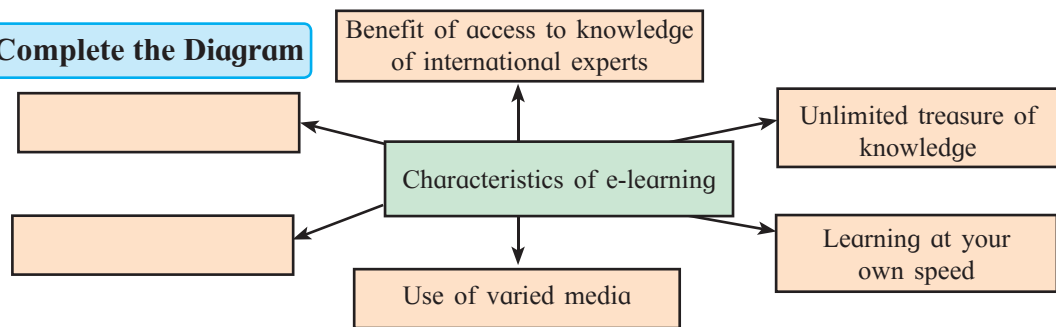 Complete the Diagram
Benefit of access to knowledge
of international experts
Unlimited treasure of
knowledge
Characteristics of e-learning
Learning at your
own speed
Use of varied media